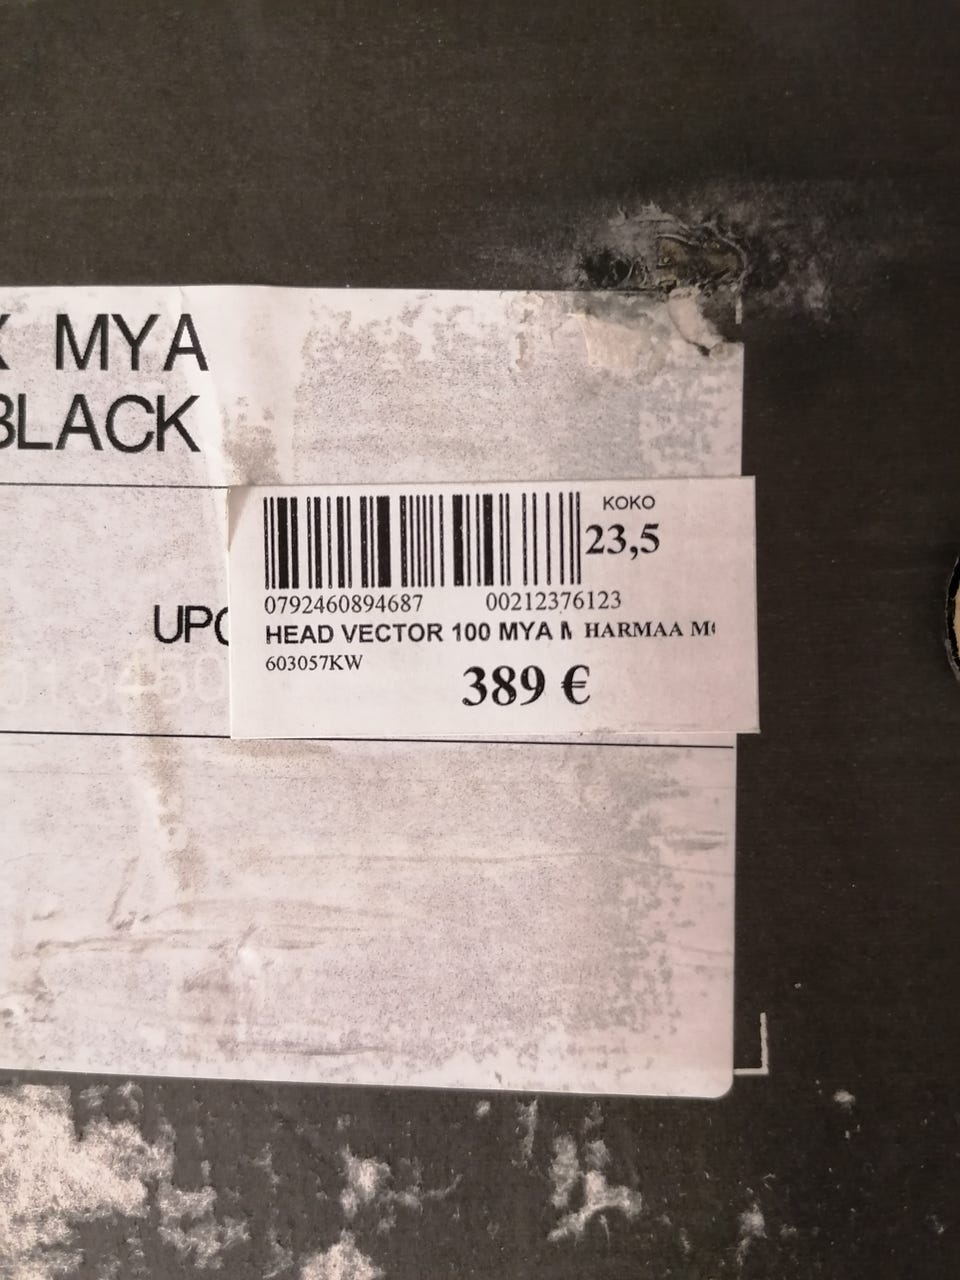 MYA
BLACK
UPC
KOKO
23,5
0792460894687 00212376123
HEAD VECTOR 100 MYA HARMAA
603057KW
389 €